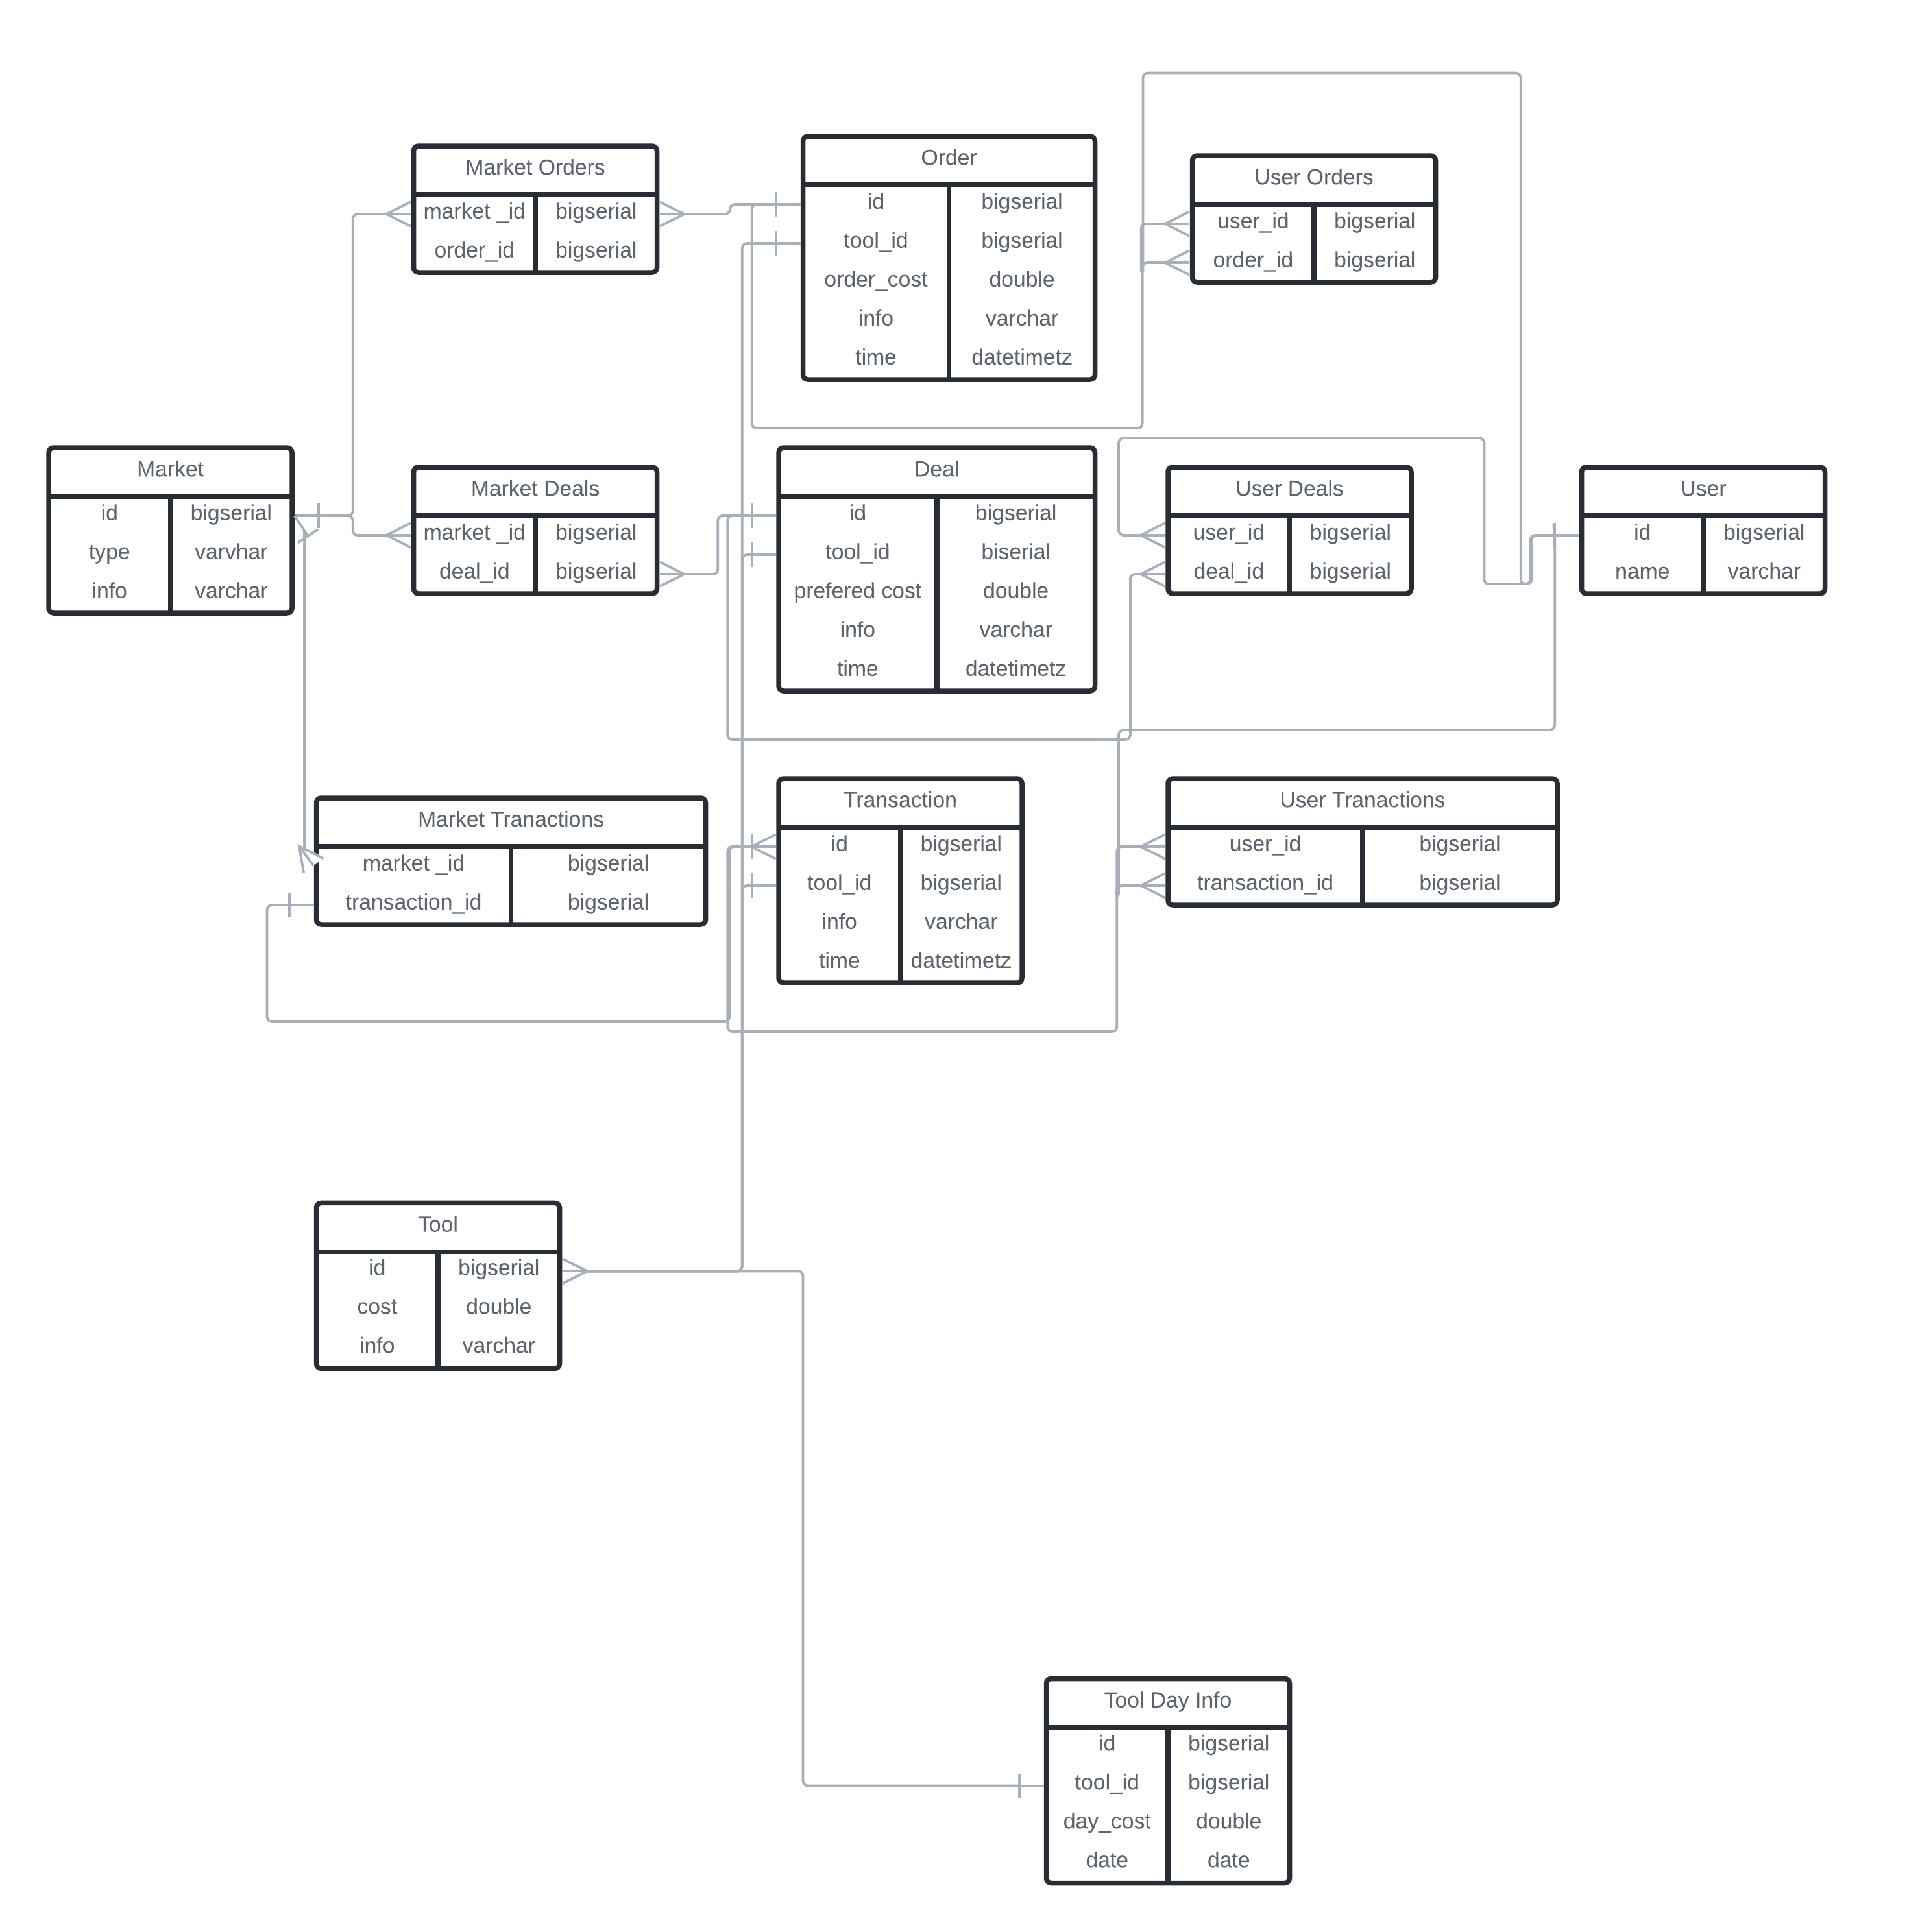 Market Orders
market _id bigserial
order_id bigserial
Order
id bigserial
tool_id bigserial
order_cost double
info varchar
time datetimetz
User Orders
user_id bigserial
order_id bigserial
Market
id bigserial
type varvhar
info varchar
Market Deals
market _id bigserial
deal_id bigserial
Deal
id bigserial
tool_id biserial
prefered cost double
info varchar
time datetimetz
User Deals
user_id bigserial
deal_id bigserial
User
id bigserial
name varchar
Market Tranactions
market _id bigserial
transaction_id bigserial
Transaction
id bigserial
tool_id bigserial
info varchar
time datetimetz
User Tranactions
user_id bigserial
transaction_id bigserial
Tool
id bigserial
cost double
info varchar
Tool Day Info
id bigserial
tool_id bigserial
day_cost double
date date